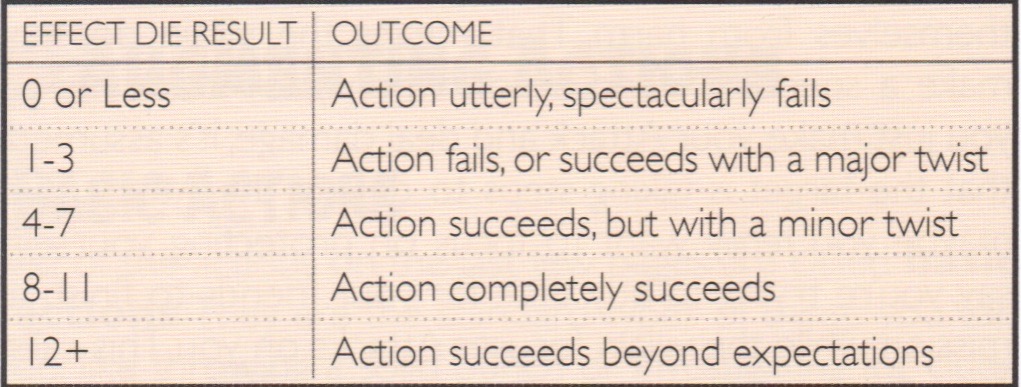 EFFECT DIE RESULT OUTCOME
0 or Less Action utterly, spectacularly fails
1-3 Action fails, or succeeds with a major twist
4-7 Action succeeds, but with a minor twist
8-11 Action completely succeeds
12+ Action succeeds beyond expectations